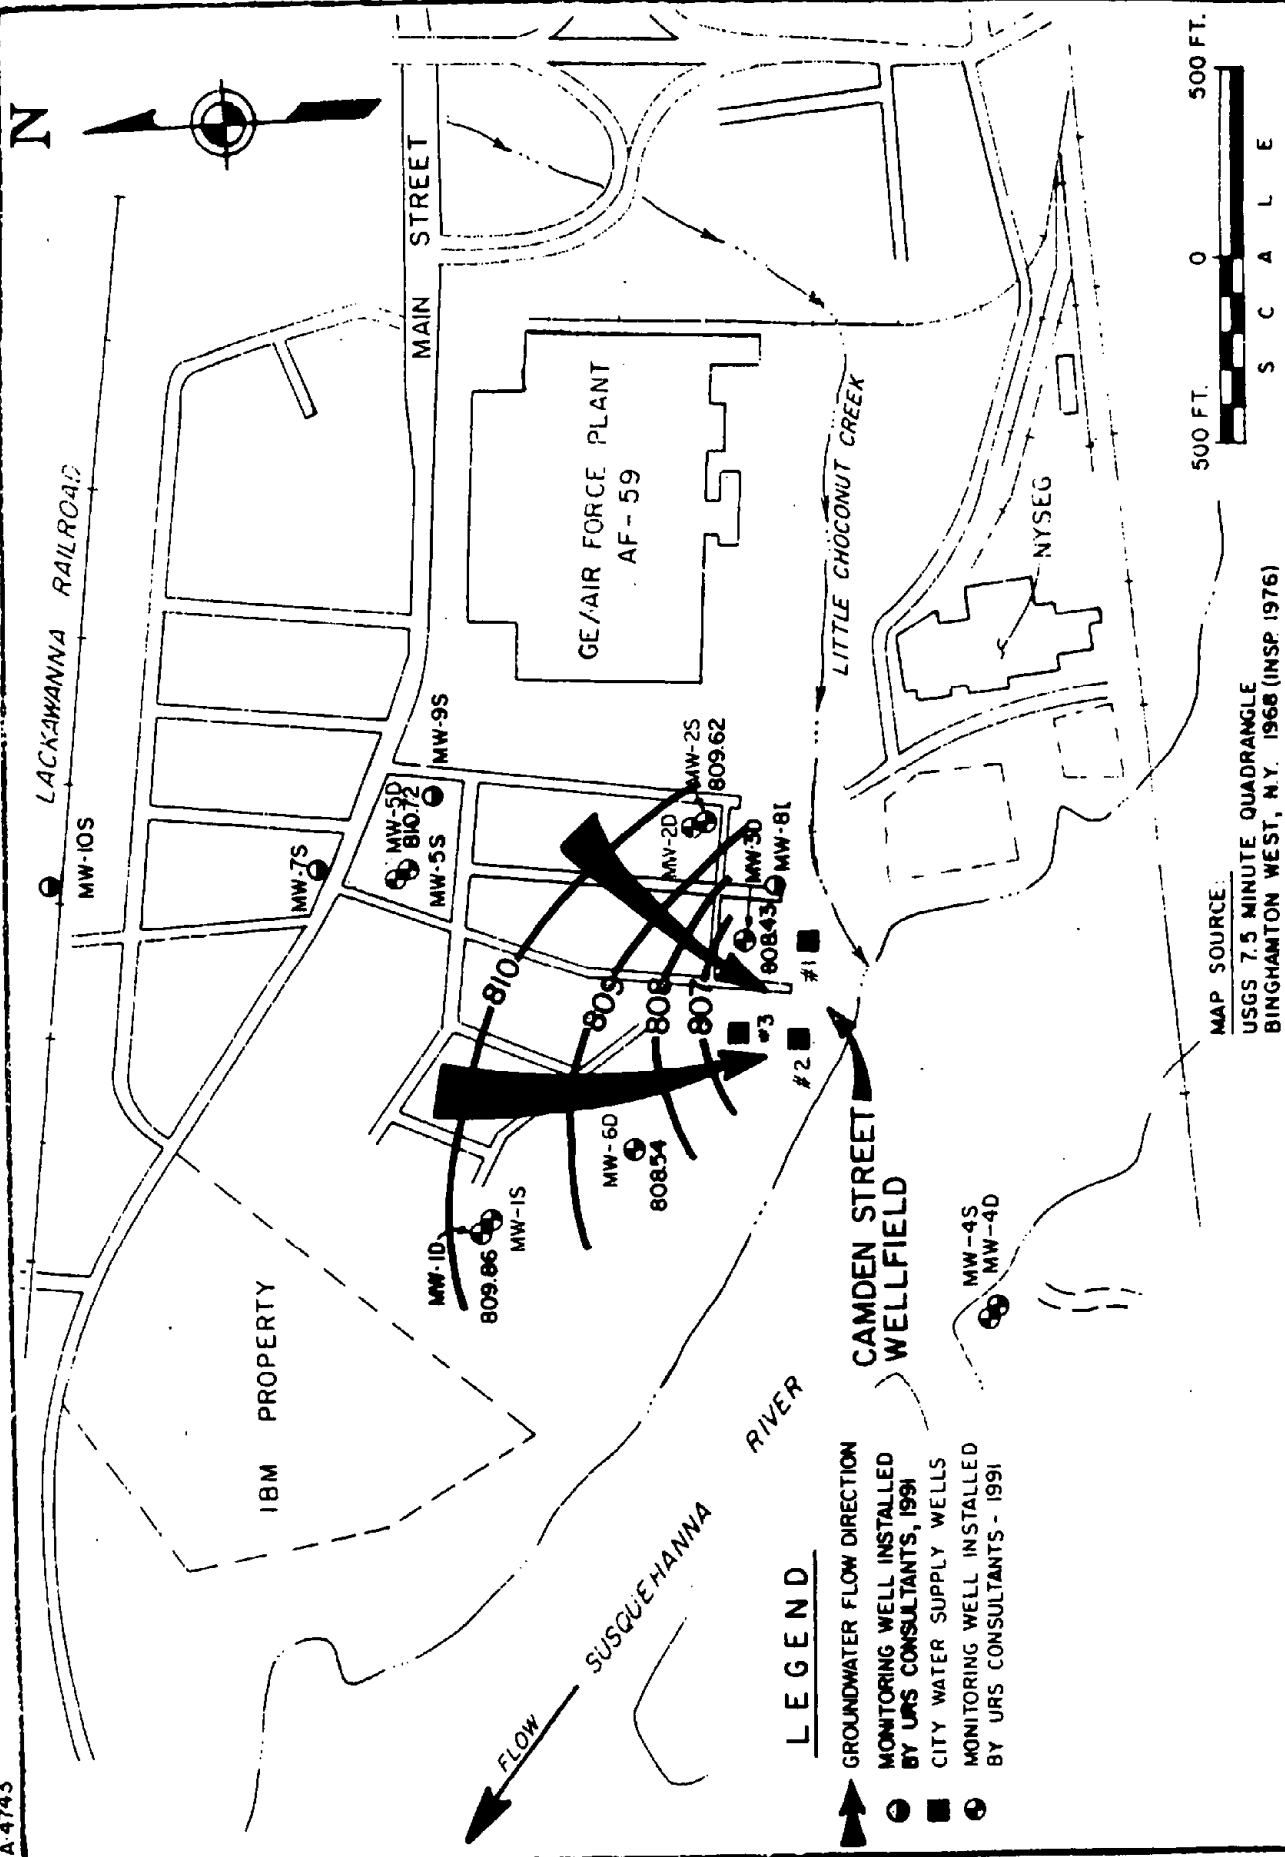 A-4743
N
LACKAWANNA RAILROAD
MAIN STREET
MW-10S
MW-7S
MW-5D
810.72
MW-5S
MW-9S
GE/AIR FORCE PLANT
AF-59
MW-2S
809.62
MW-2D
MW-3D
808.43
MW-8I
810
809
808
807
#1
#2
#3
MW-6D
808.54
MW-1D
809.86
MW-1S
IBM PROPERTY
LITTLE CHOCONUT CREEK
NYSEG
CAMDEN STREET
WELLFIELD
MW-4S
MW-4D
SUSQUEHANNA RIVER
FLOW
LEGEND
GROUNDWATER FLOW DIRECTION
MONITORING WELL INSTALLED
BY URS CONSULTANTS, 1991
CITY WATER SUPPLY WELLS
MONITORING WELL INSTALLED
BY URS CONSULTANTS - 1991
MAP SOURCE:
USGS 7.5 MINUTE QUADRANGLE
BINGHAMTON WEST, N.Y. 1968 (INSP. 1976)
500 FT. 0 500 FT.
SCALE